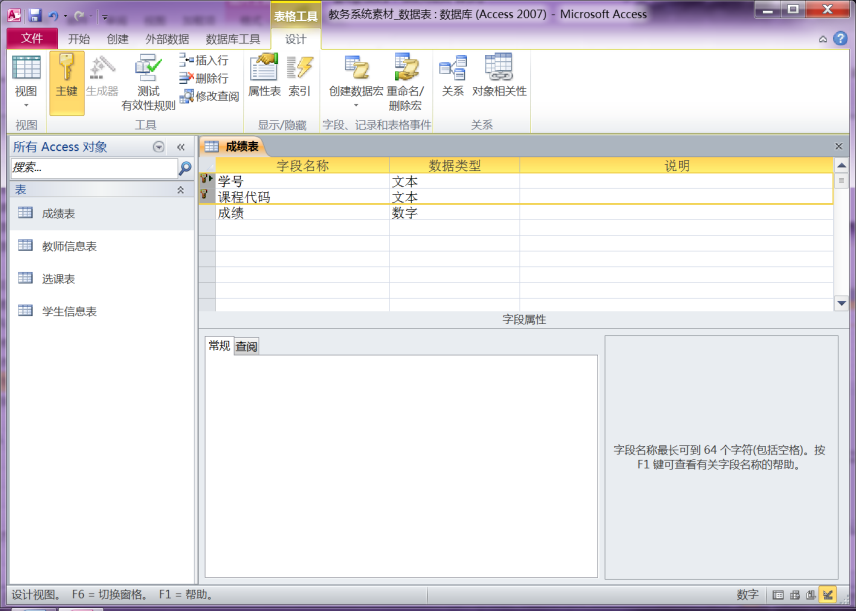 教务系统素材_数据表 : 数据库 (Access 2007) - Microsoft Access
表格工具
文件 开始 创建 外部数据 数据库工具 设计
视图 主键 生成器 测试 有效性规则 插入行 删除行 修改查阅 属性表 索引 创建数据宏 重命名/删除宏 关系 对象相关性
视图 工具 显示/隐藏 字段、记录和表格事件 关系
所有 Access 对象
成绩表
搜索...
字段名称 数据类型 说明
表
学号 文本
课程代码 文本
成绩 数字
成绩表
教师信息表
选课表
学生信息表
字段属性
常规 查阅
字段名称最长可到 64 个字符(包括空格)。按
F1 键可查看有关字段名称的帮助。
设计视图。 F6 = 切换窗格。 F1 = 帮助。
数字